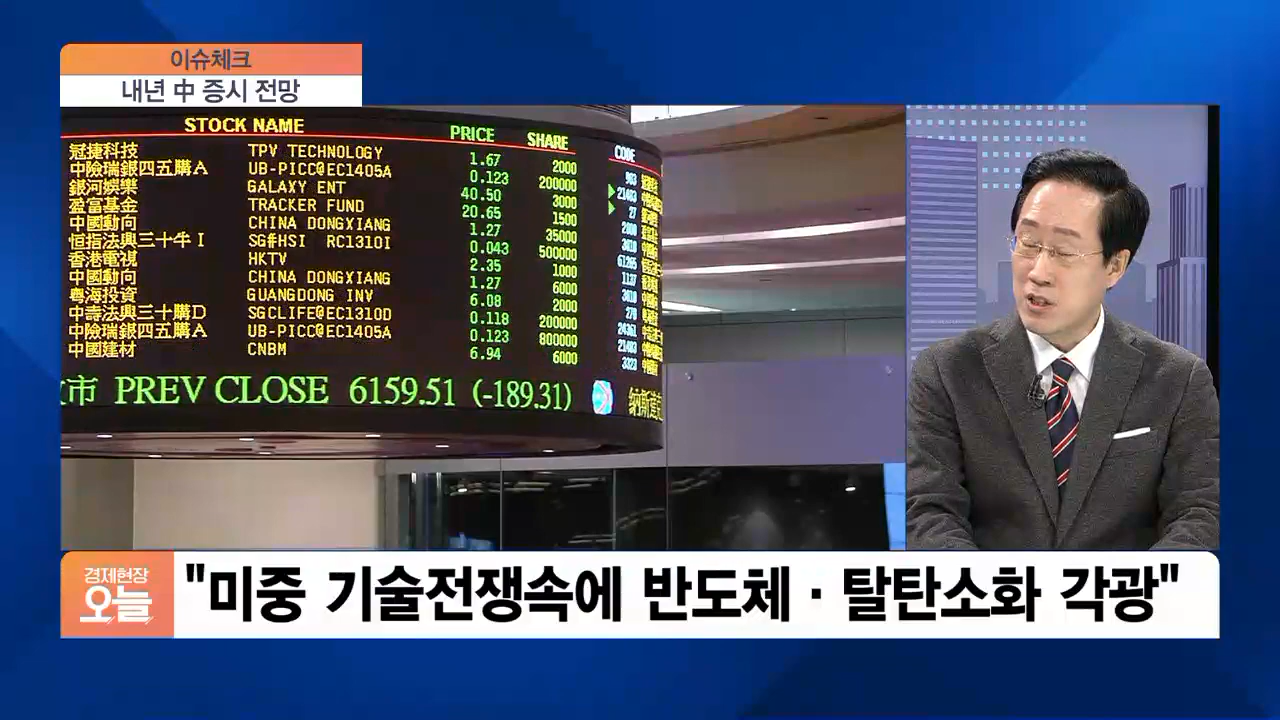 이슈체크
내년 中 증시 전망
STOCK NAME PRICE SHARE CODE
冠捷科技 TPV TECHNOLOGY 1.67 2000
中險瑞銀四五購A UB-PICC@EC1405A 0.123 200000
銀河娛樂 GALAXY ENT 40.50 3000
盈富基金 TRACKER FUND 20.65 1500
中國動向 CHINA DONGXIANG 1.27 35000
恒指法興三十牛I SG#HSI RC1310I 0.043 500000
香港電視 HKTV 2.35 1000
中國動向 CHINA DONGXIANG 1.27 6000
粵海投資 GUANGDONG INV 6.08 2000
中壽法興三十購D SGCLIFE@EC1310D 0.118 200000
中險瑞銀四五購A UB-PICC@EC1405A 0.123 800000
中國建材 CNBM 6.94 6000
市 PREV CLOSE 6159.51 (-189.31)
경제현장
오늘
"미중 기술전쟁속에 반도체·탈탄소화 각광"